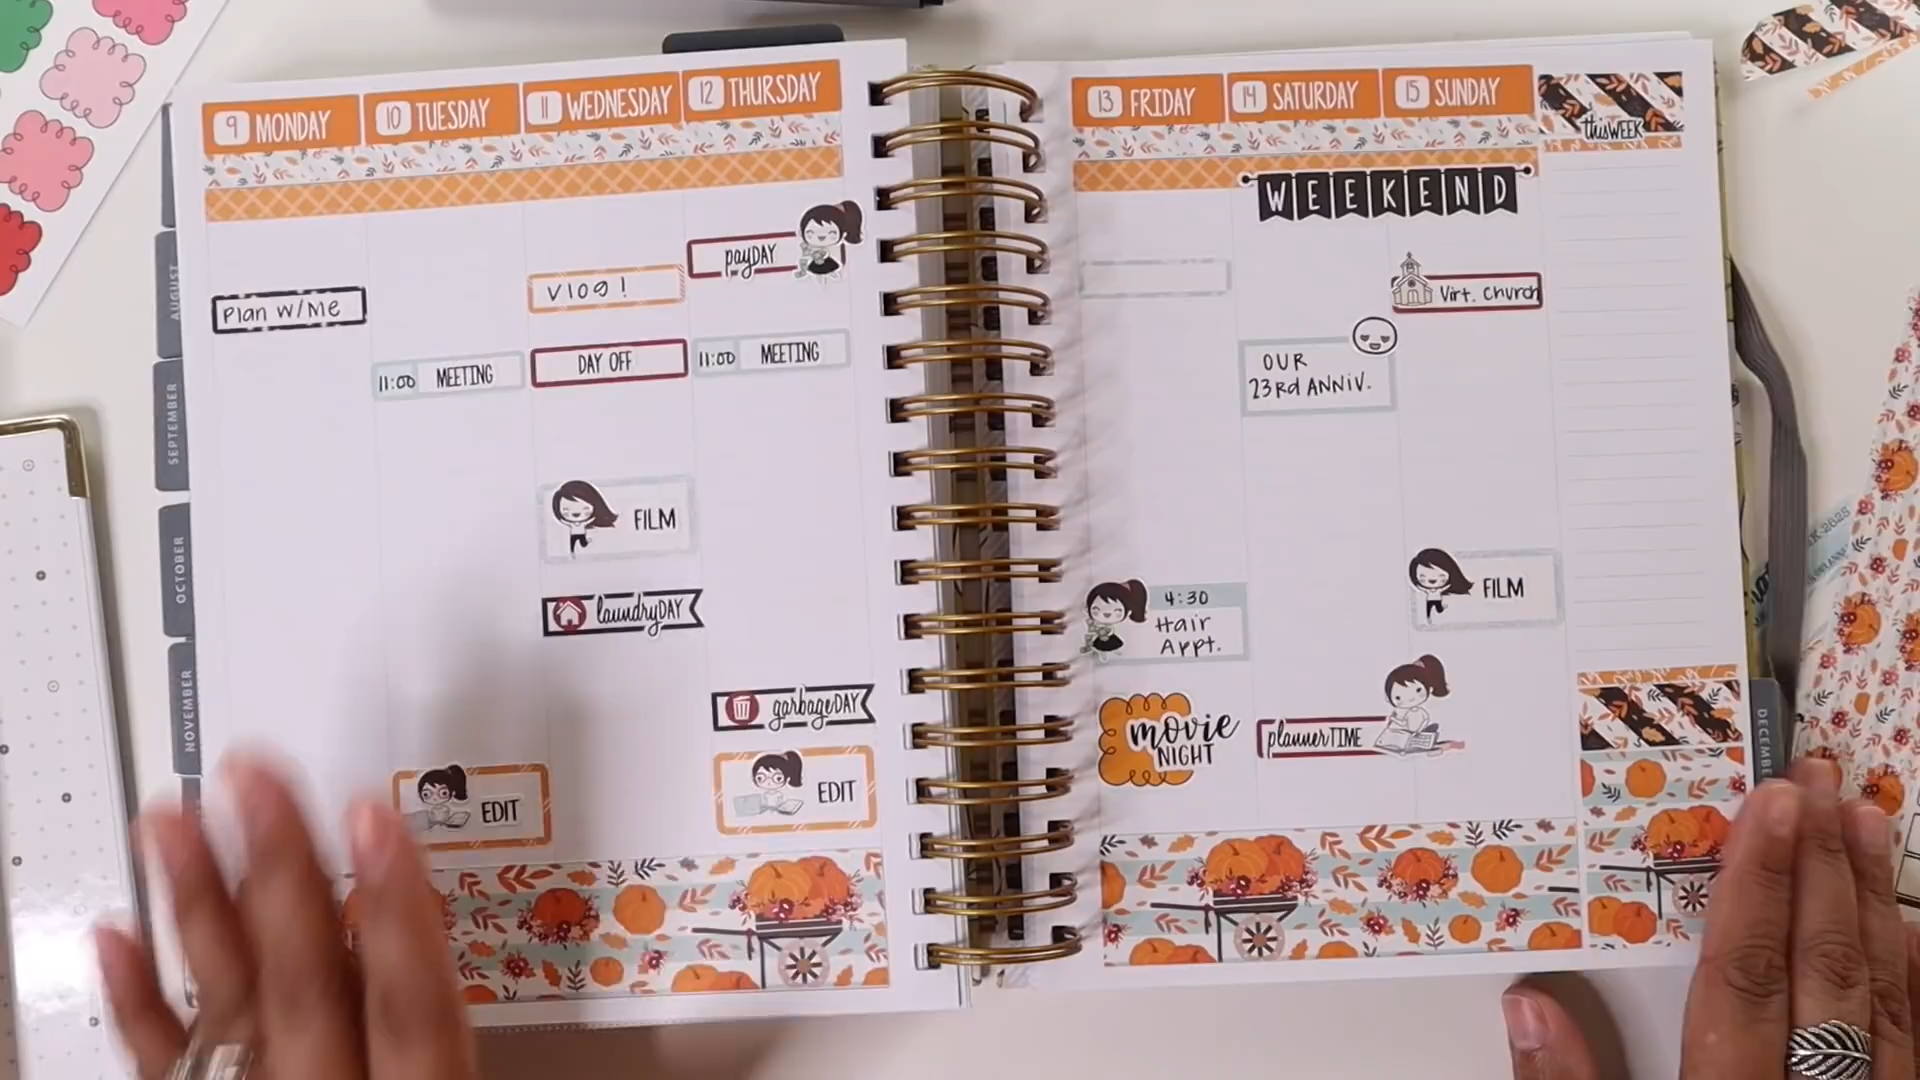 9 MONDAY
10 TUESDAY
11 WEDNESDAY
12 THURSDAY
13 FRIDAY
14 SATURDAY
15 SUNDAY
thisWEEK
WEEKEND
Plan W/Me
11:00 MEETING
EDIT
Vlog!
DAY OFF
FILM
laundryDAY
payDAY
11:00 MEETING
garbageDAY
EDIT
4:30
Hair
Appt.
movie
NIGHT
OUR
23rd ANNIV.
plannerTIME
Virt. Church
FILM
AUGUST
SEPTEMBER
OCTOBER
NOVEMBER
DECEMBER